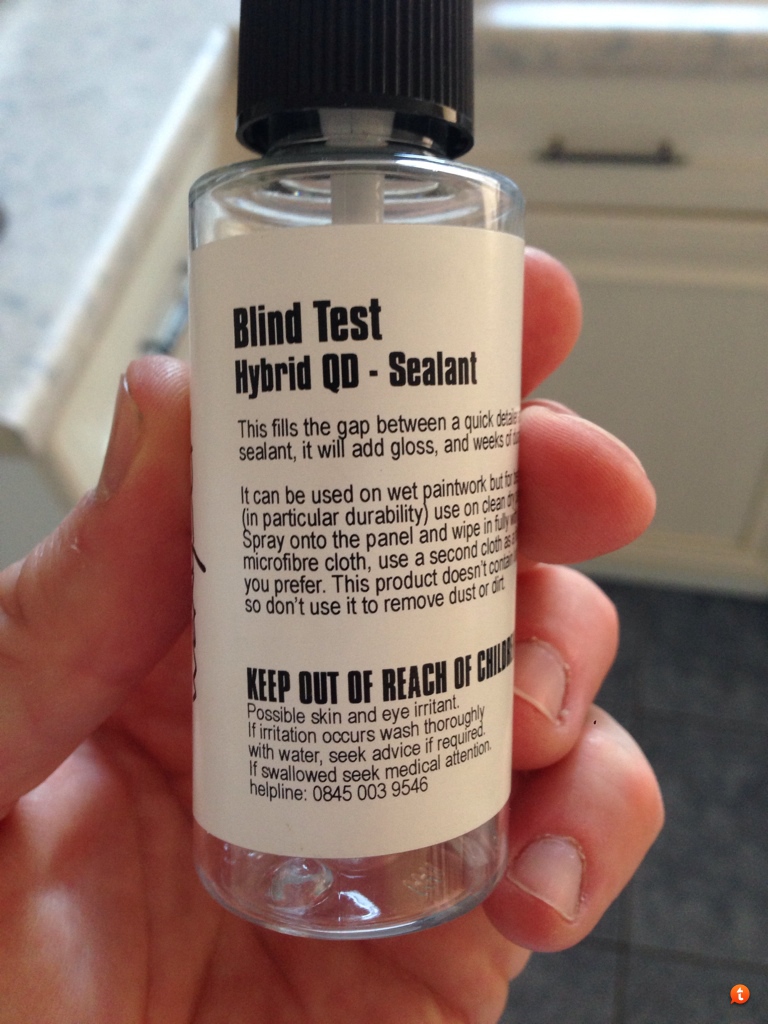 Blind Test
Hybrid QD - Sealant
This fills the gap between a quick detailer
sealant, it will add gloss, and weeks of
It can be used on wet paintwork but for
(in particular durability) use on clean dry
Spray onto the panel and wipe in fully
microfibre cloth, use a second cloth as
you prefer. This product doesn't contain
so don't use it to remove dust or dirt.
KEEP OUT OF REACH OF CHILDREN
Possible skin and eye irritant.
If irritation occurs wash thoroughly
with water, seek advice if required.
If swallowed seek medical attention.
helpline: 0845 003 9546
t